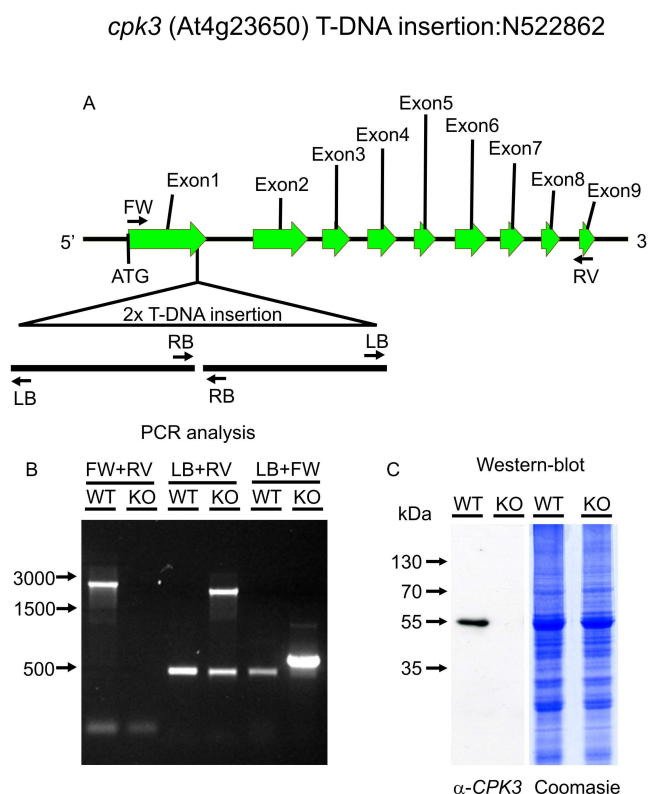 cpk3 (At4g23650) T-DNA insertion:N522862
A
Exon5
Exon4
Exon6
Exon3
Exon7
Exon1
Exon2
Exon8
Exon9
FW
5'
3
ATG
RV
2x T-DNA insertion
RB
LB
LB
RB
PCR analysis
B
FW+RV LB+RV LB+FW
WT KO WT KO WT KO
3000
1500
500
C
Western-blot
WT KO WT KO
kDa
130
70
55
35
α-CPK3 Coomasie